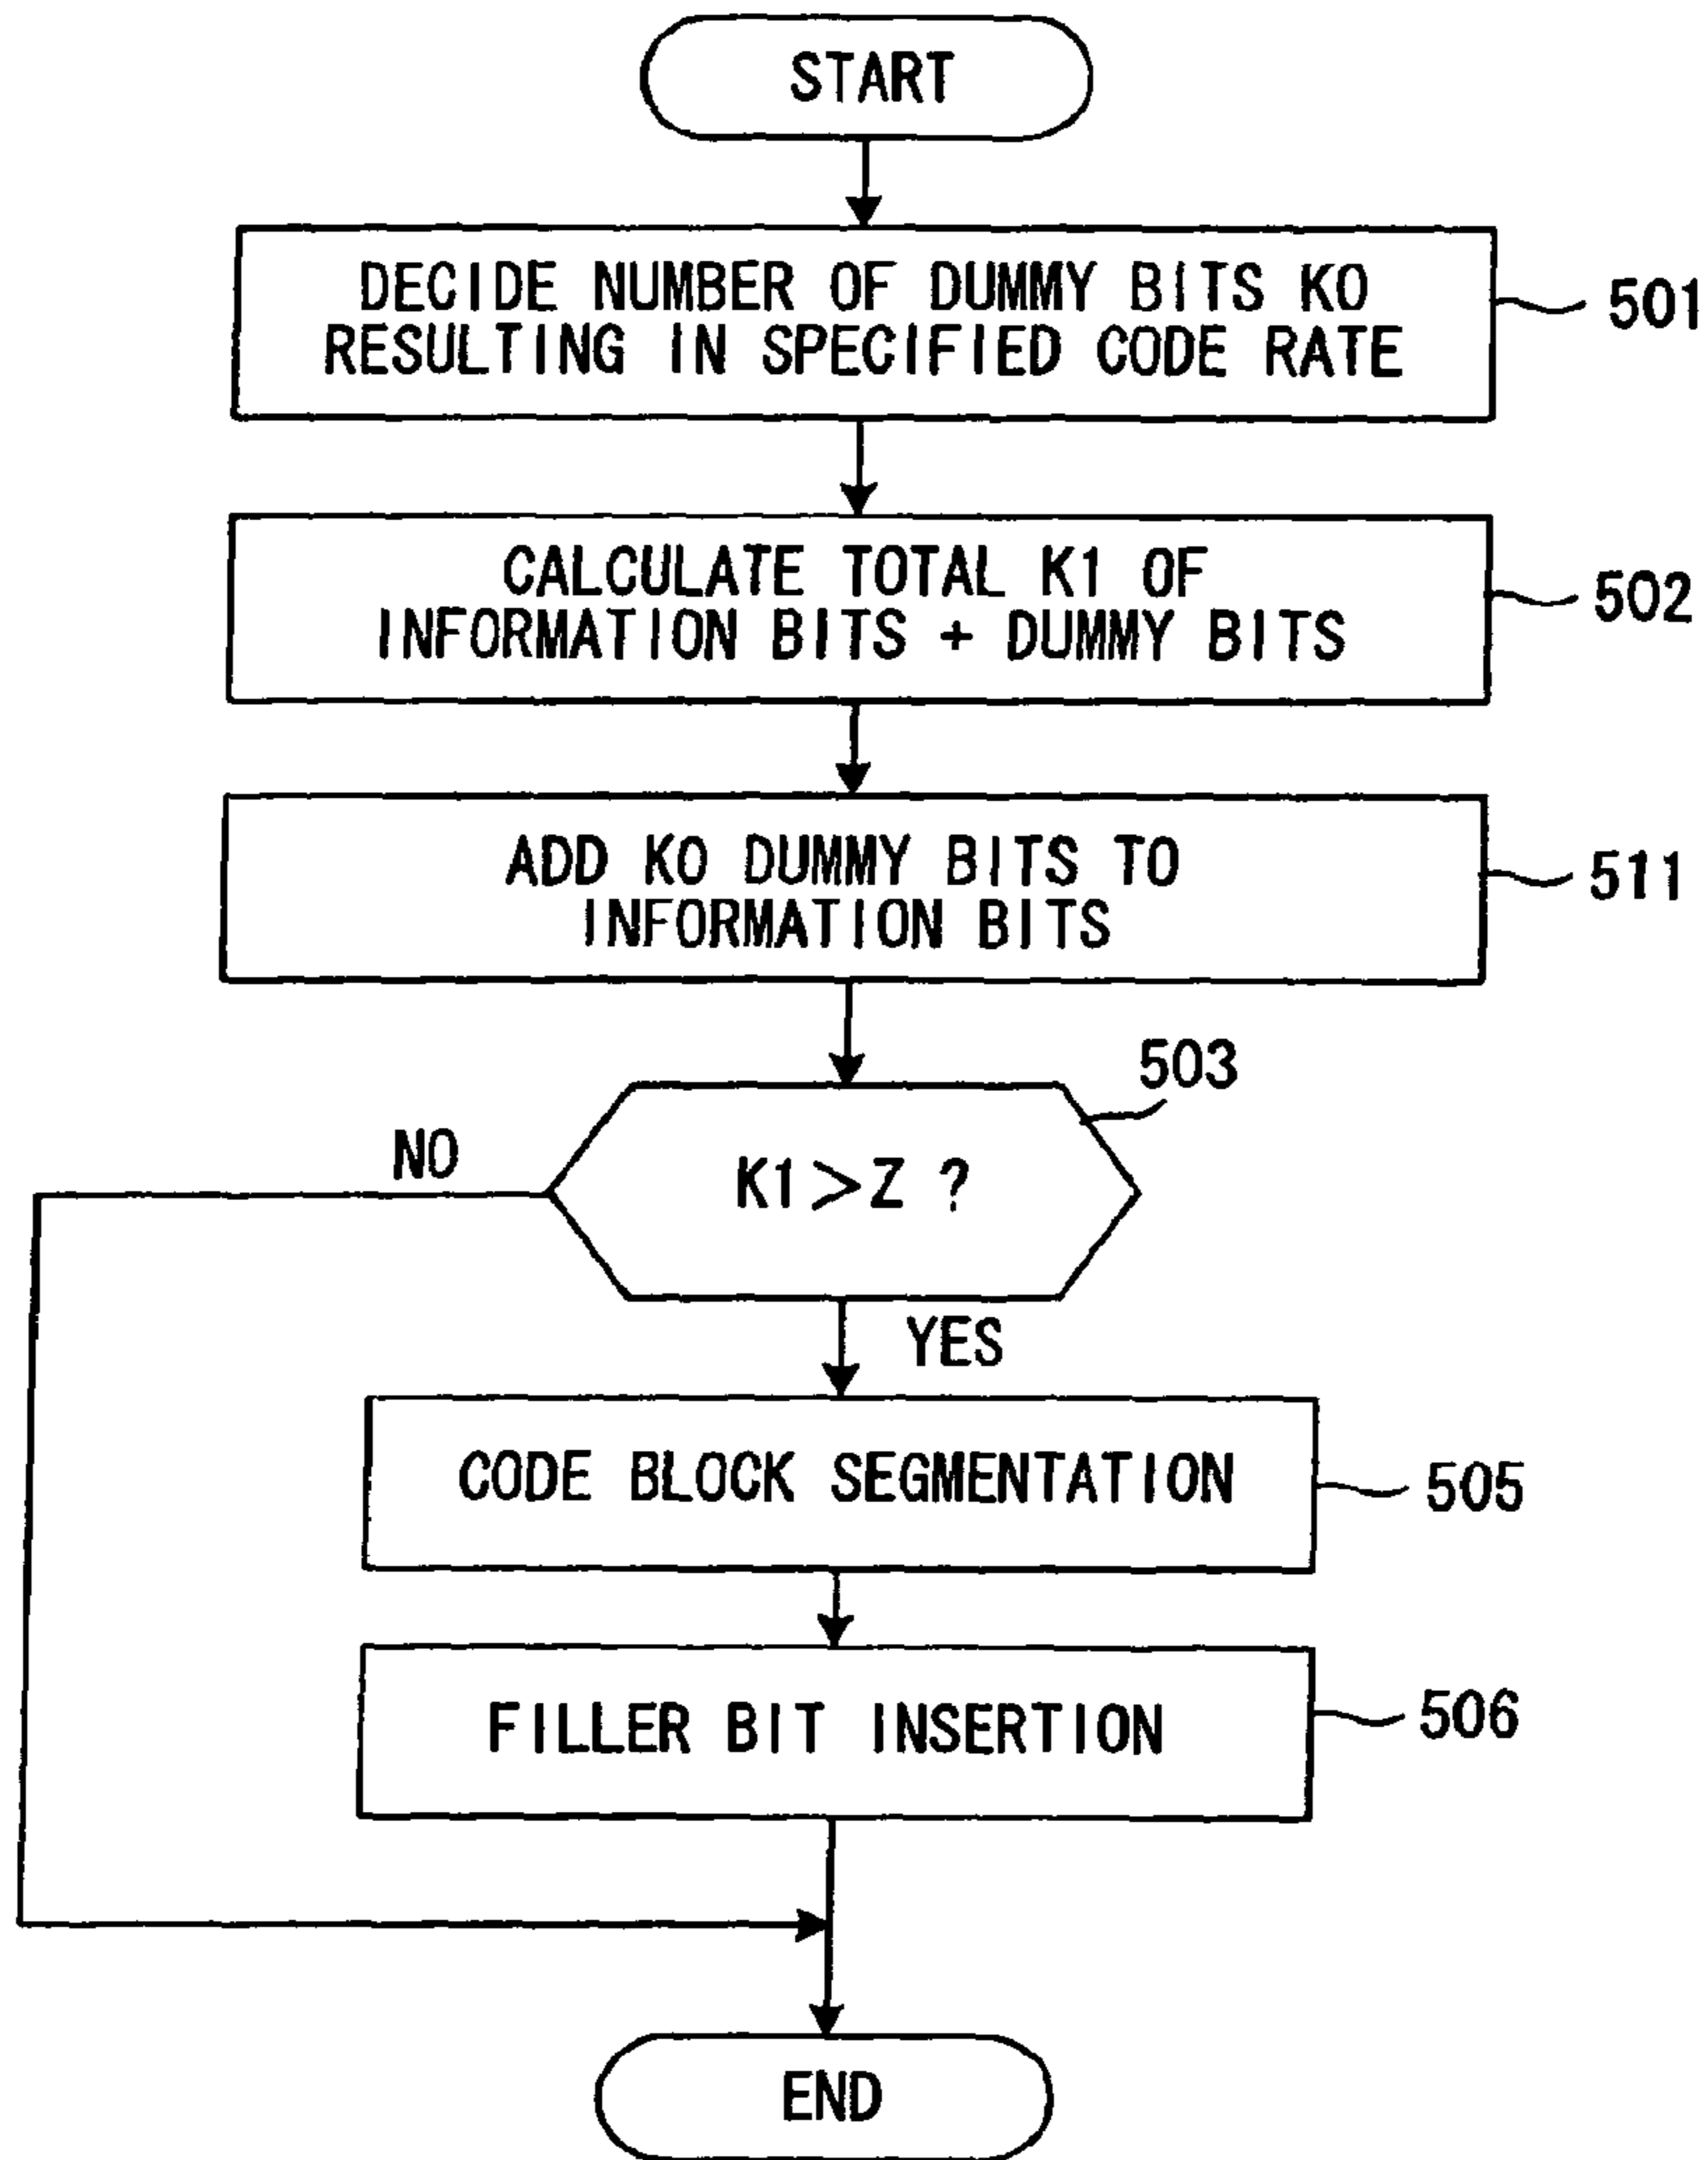 START
DECIDE NUMBER OF DUMMY BITS K0
RESULTING IN SPECIFIED CODE RATE
501
CALCULATE TOTAL K1 OF
INFORMATION BITS + DUMMY BITS
502
ADD K0 DUMMY BITS TO
INFORMATION BITS
511
503
NO
K1>Z ?
YES
CODE BLOCK SEGMENTATION
505
FILLER BIT INSERTION
506
END